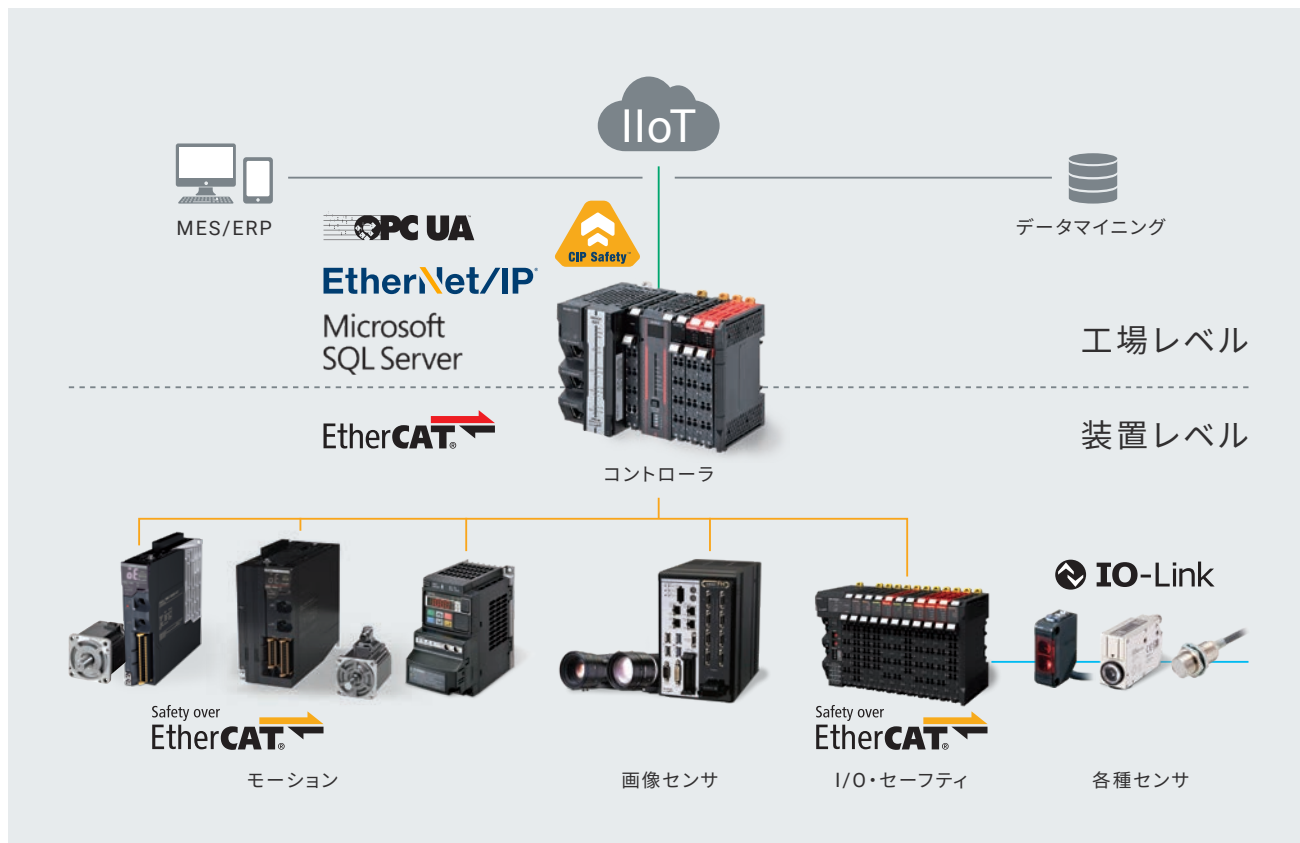 IIoT
MES/ERP
データマイニング
OPC UA™
CIP Safety™
EtherNet/IP®
Microsoft
SQL Server
工場レベル
EtherCAT®
装置レベル
コントローラ
IO-Link
Safety over
EtherCAT®
Safety over
EtherCAT®
モーション
画像センサ
I/O・セーフティ
各種センサ